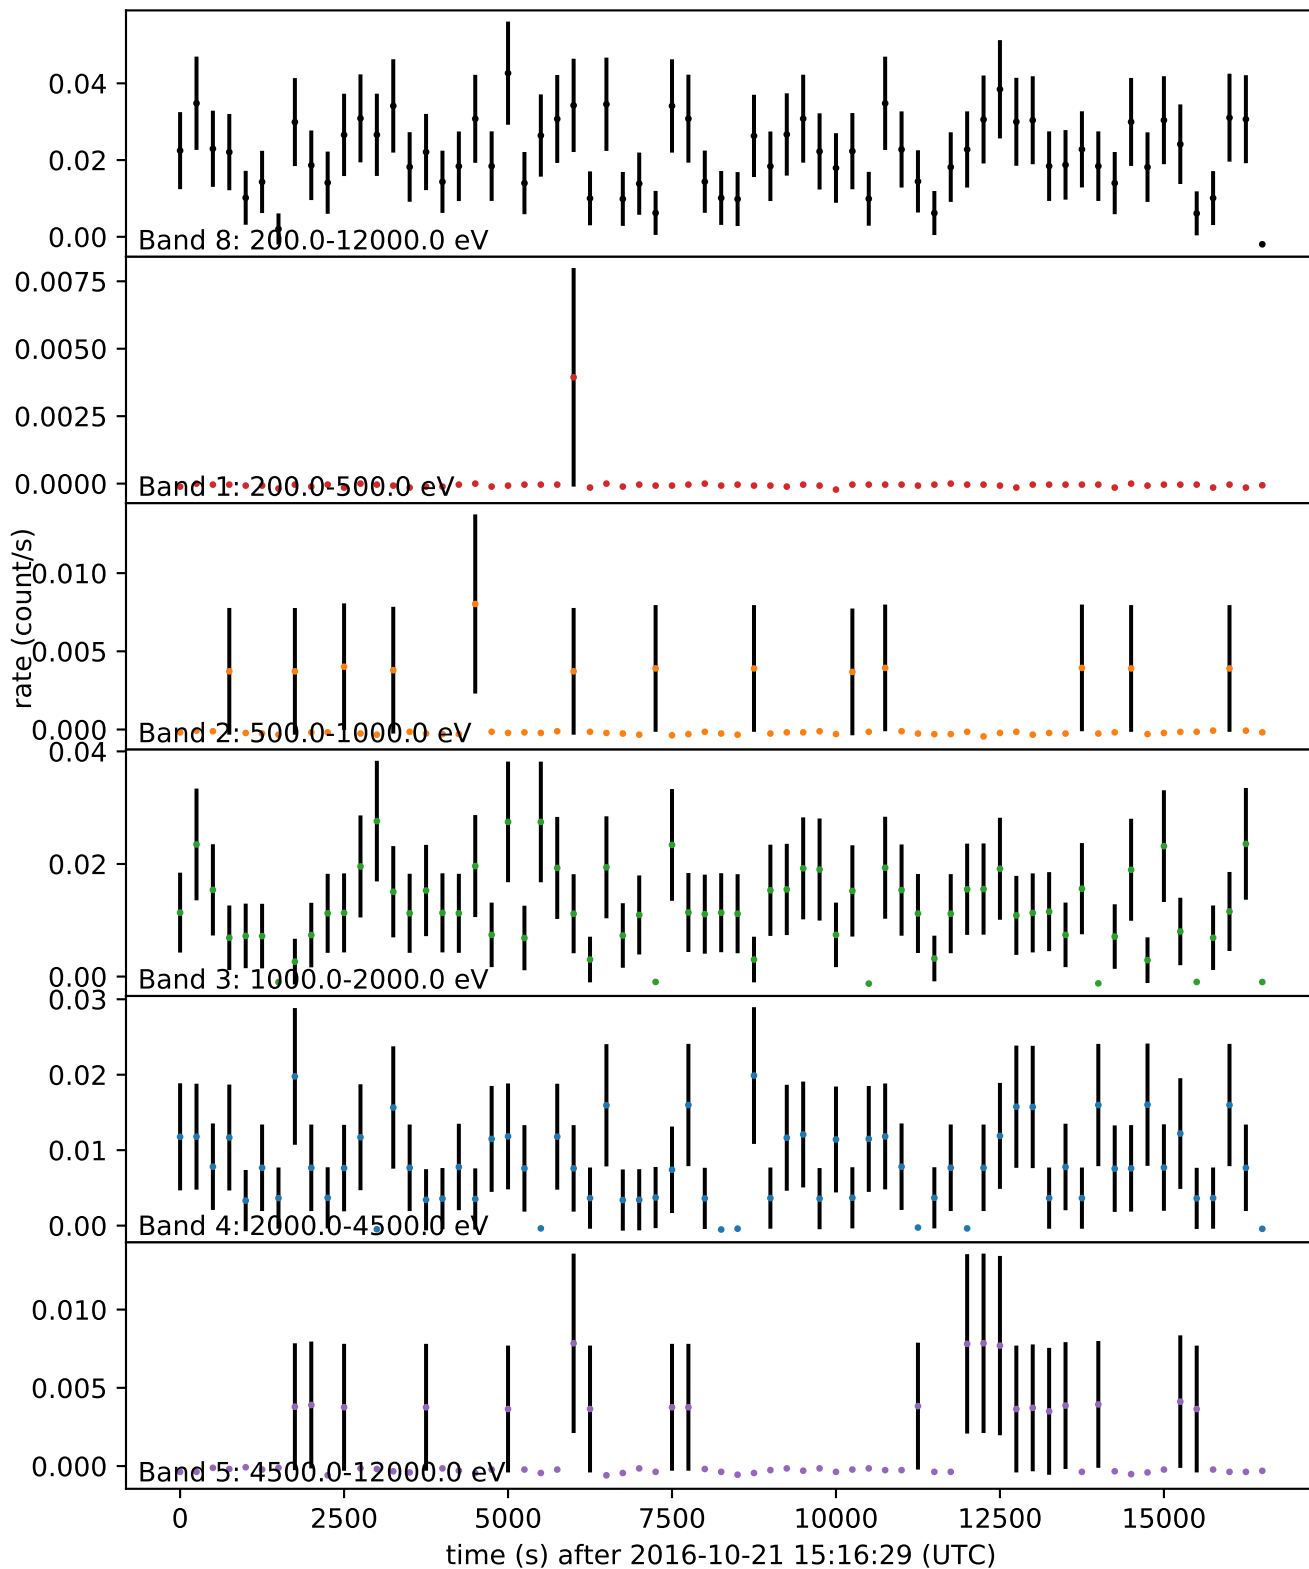 0.04
0.02
0.00
Band 8: 200.0-12000.0 eV
0.0075
0.0050
0.0025
0.0000
Band 1: 200.0-500.0 eV
rate (count/s)
0.010
0.005
0.000
Band 2: 500.0-1000.0 eV
0.04
0.02
0.00
Band 3: 1000.0-2000.0 eV
0.03
0.02
0.01
0.00
Band 4: 2000.0-4500.0 eV
0.010
0.005
0.000
Band 5: 4500.0-12000.0 eV
0 2500 5000 7500 10000 12500 15000
time (s) after 2016-10-21 15:16:29 (UTC)